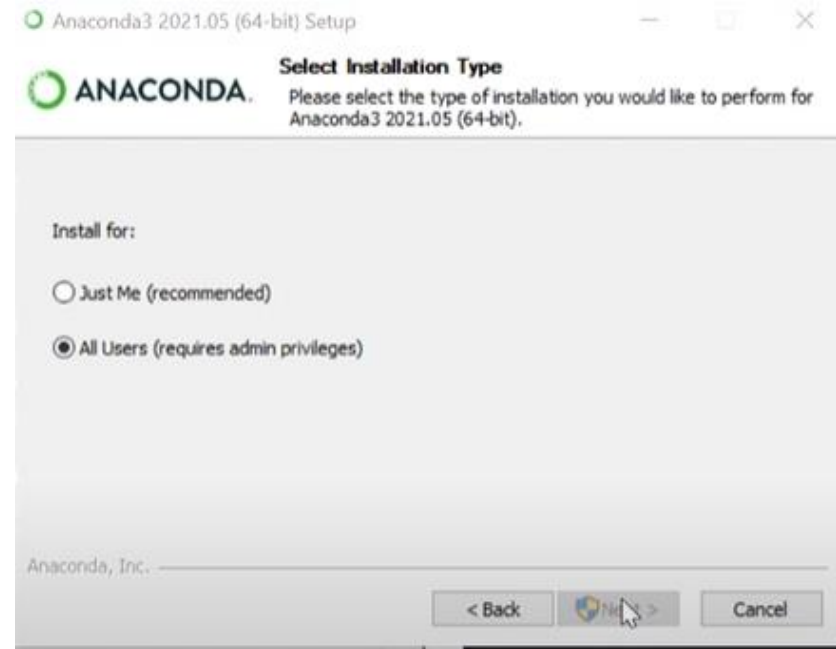 Anaconda3 2021.05 (64-bit) Setup
ANACONDA.
Select Installation Type
Please select the type of installation you would like to perform for
Anaconda3 2021.05 (64-bit).
Install for:
Just Me (recommended)
All Users (requires admin privileges)
Anaconda, Inc.
< Back
Next >
Cancel